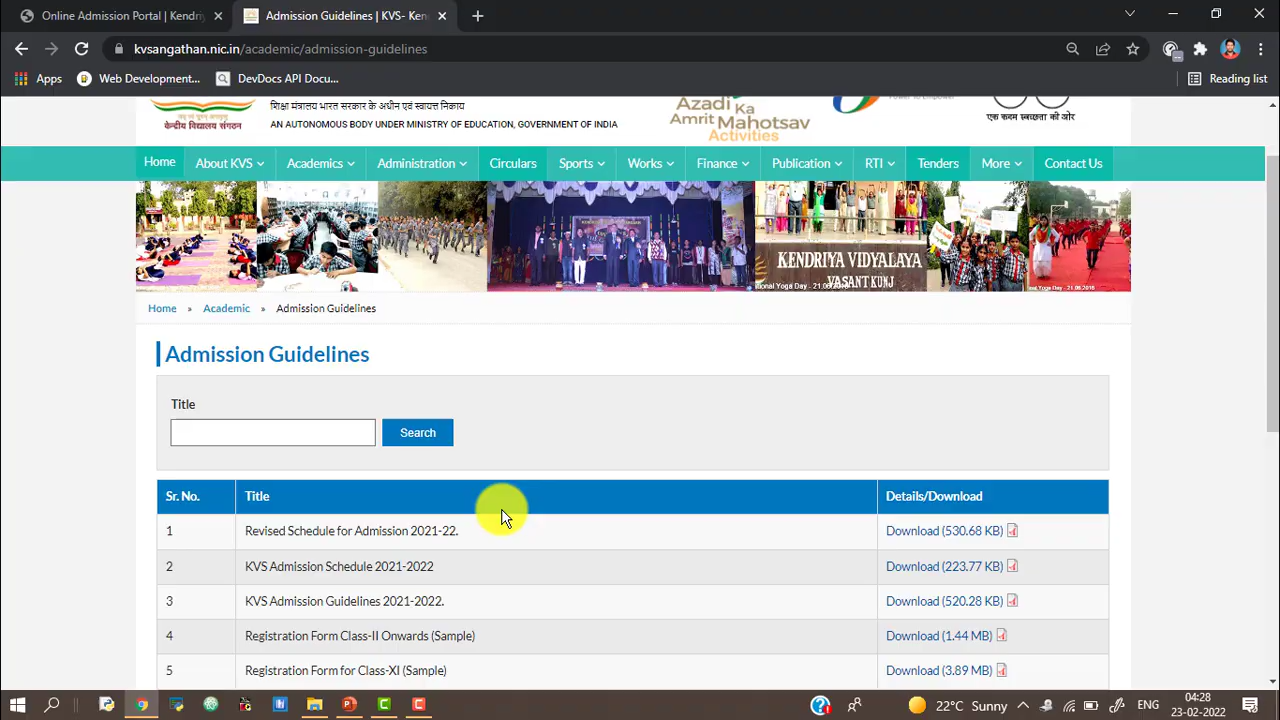 Online Admission Portal | Kendriy
Admission Guidelines | KVS- Ken
kvsangathan.nic.in/academic/admission-guidelines
Apps
Web Development...
DevDocs API Docu...
Reading list
केन्द्रीय विद्यालय संगठन
शिक्षा मंत्रालय भारत सरकार के अधीन एवं स्वायत्त निकाय
AN AUTONOMOUS BODY UNDER MINISTRY OF EDUCATION, GOVERNMENT OF INDIA
Azadi Ka
Amrit Mahotsav
Activities
Power To Empower
एक कदम स्वच्छता की ओर
Home About KVS Academics Administration Circulars Sports Works Finance Publication RTI Tenders More Contact Us
KENDRIYA VIDYALAYA
VASANT KUNJ
Home » Academic » Admission Guidelines
Admission Guidelines
Title
Search
Sr. No. Title Details/Download
1 Revised Schedule for Admission 2021-22. Download (530.68 KB)
2 KVS Admission Schedule 2021-2022 Download (223.77 KB)
3 KVS Admission Guidelines 2021-2022. Download (520.28 KB)
4 Registration Form Class-II Onwards (Sample) Download (1.44 MB)
5 Registration Form for Class-XI (Sample) Download (3.89 MB)
22°C Sunny
ENG
04:28
23-02-2022